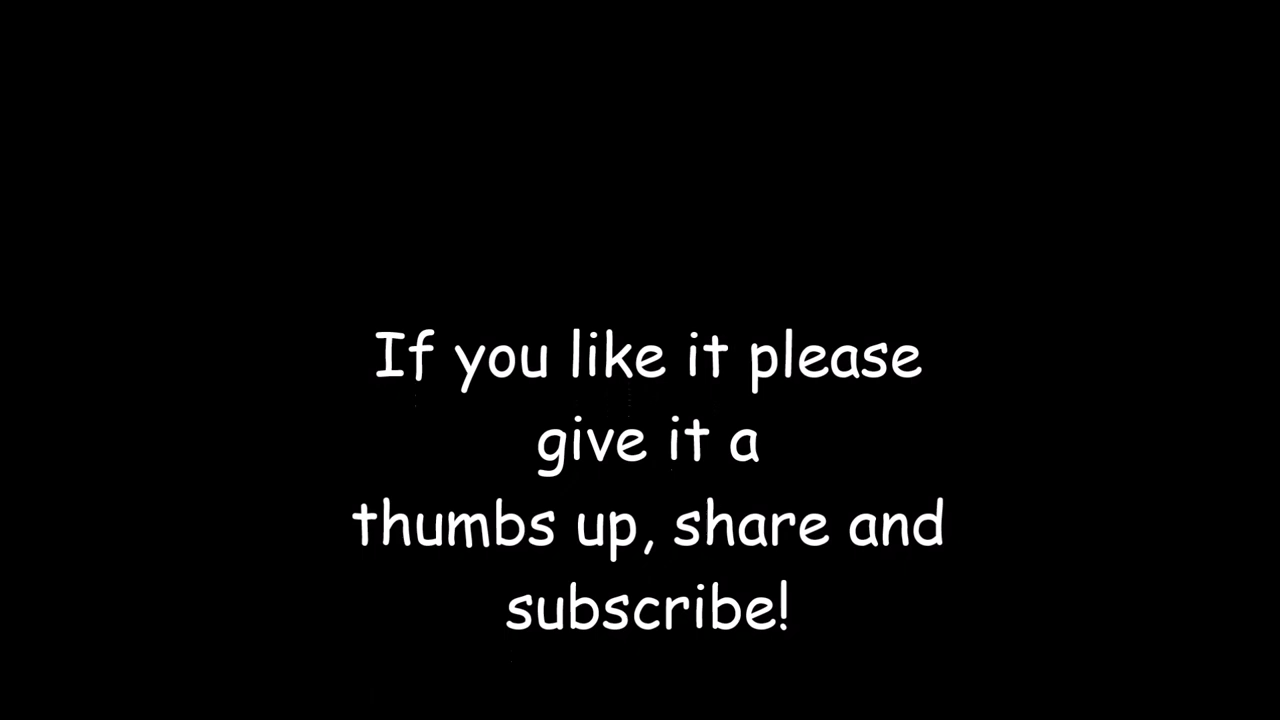 If you like it please
give it a
thumbs up, share and
subscribe!